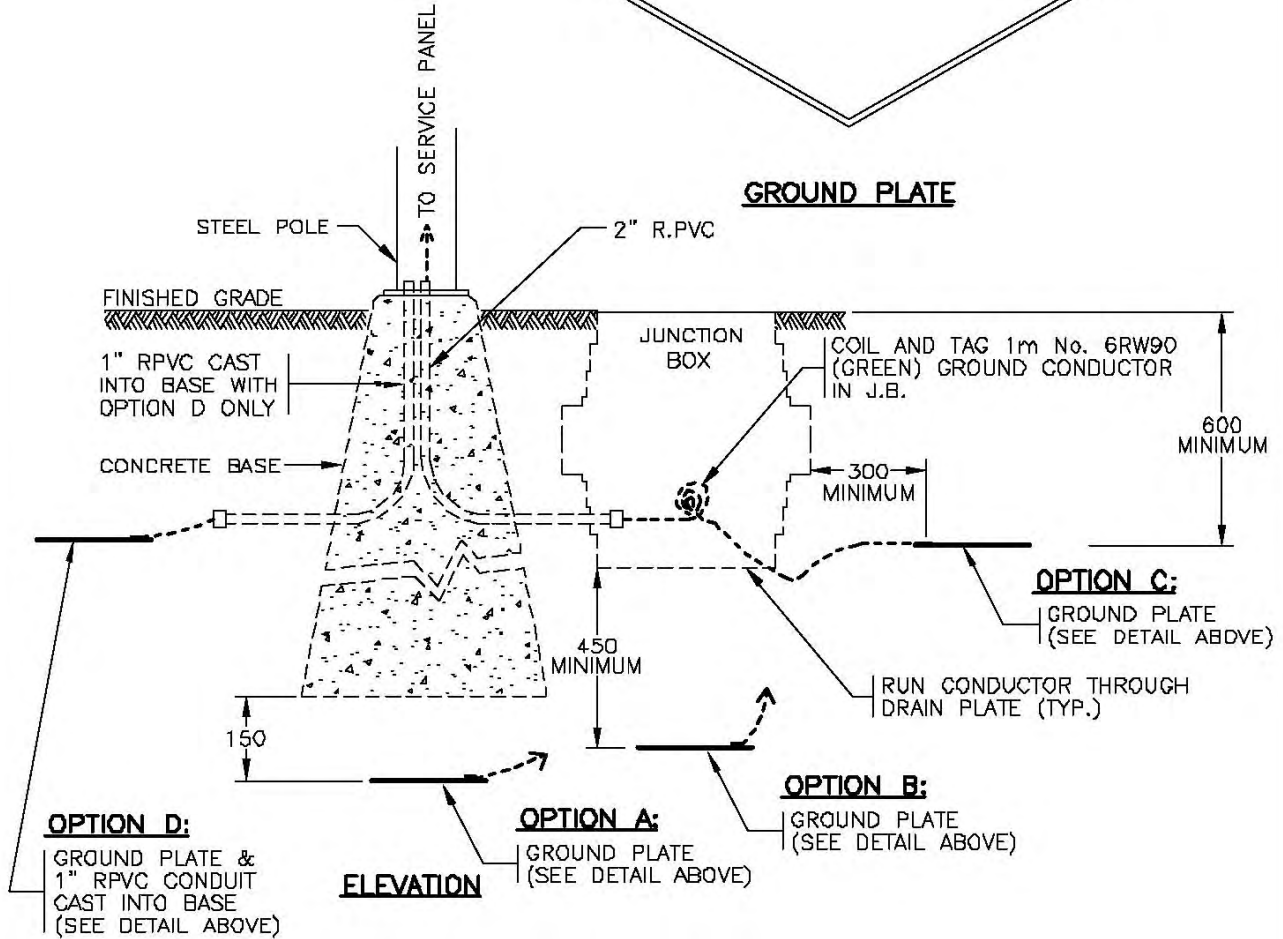 TO SERVICE PANEL
GROUND PLATE
STEEL POLE
2" R.PVC
FINISHED GRADE
JUNCTION
BOX
1" RPVC CAST
INTO BASE WITH
OPTION D ONLY
COIL AND TAG 1m No. 6RW90
(GREEN) GROUND CONDUCTOR
IN J.B.
600
MINIMUM
CONCRETE BASE
300
MINIMUM
OPTION C:
GROUND PLATE
(SEE DETAIL ABOVE)
450
MINIMUM
RUN CONDUCTOR THROUGH
DRAIN PLATE (TYP.)
150
OPTION B:
GROUND PLATE
(SEE DETAIL ABOVE)
OPTION A:
GROUND PLATE
(SEE DETAIL ABOVE)
OPTION D:
GROUND PLATE &
1" RPVC CONDUIT
CAST INTO BASE
(SEE DETAIL ABOVE)
ELEVATION